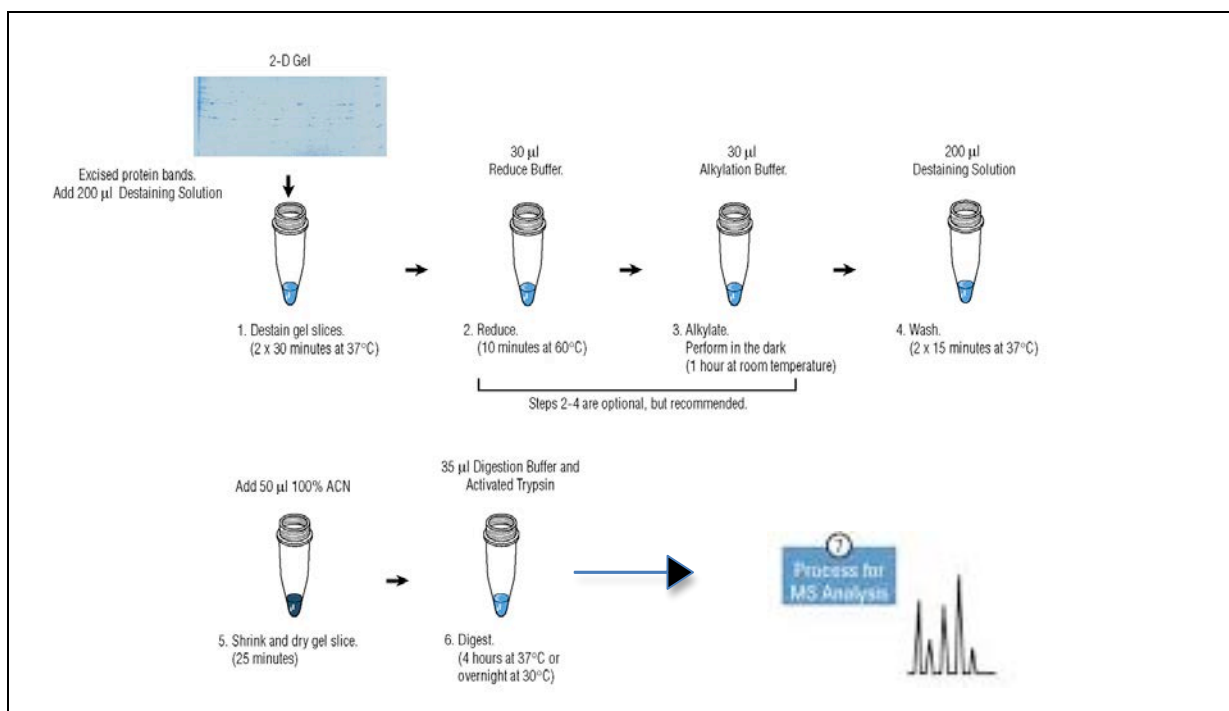 2-D Gel
Excised protein bands.
Add 200 µl Destaining Solution
30 µl
Reduce Buffer.
30 µl
Alkylation Buffer.
200 µl
Destaining Solution
1. Destain gel slices.
(2 x 30 minutes at 37°C)
2. Reduce.
(10 minutes at 60°C)
3. Alkylate.
Perform in the dark
(1 hour at room temperature)
4. Wash.
(2 x 15 minutes at 37°C)
Steps 2-4 are optional, but recommended.
Add 50 µl 100% ACN
35 µl Digestion Buffer and
Activated Trypsin
5. Shrink and dry gel slice.
(25 minutes)
6. Digest.
(4 hours at 37°C or
overnight at 30°C)
7
Process for
MS Analysis